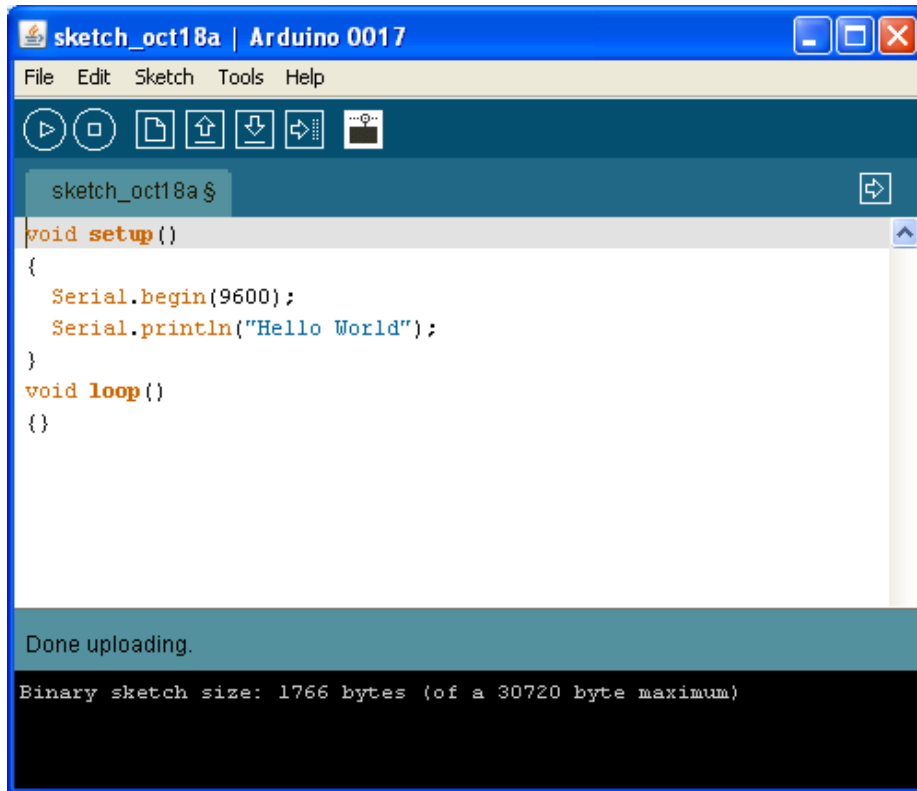 sketch_oct18a | Arduino 0017
File Edit Sketch Tools Help
sketch_oct18a §
void setup()
{
  Serial.begin(9600);
  Serial.println("Hello World");
}
void loop()
{}
Done uploading.
Binary sketch size: 1766 bytes (of a 30720 byte maximum)